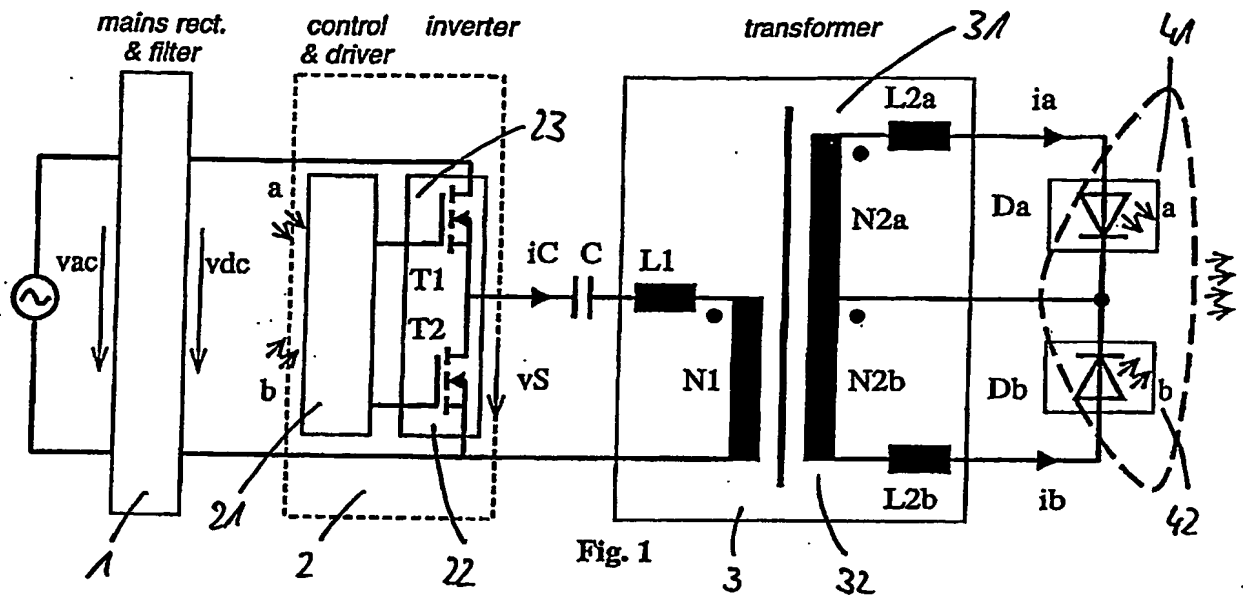 mains rect.
& filter
control
& driver
inverter
transformer
31
41
L2a
ia
23
a
N2a
Da
a
vac
vdc
T1
iC
C
L1
T2
b
vS
N1
N2b
Db
b
L2b
ib
21
1
2
22
Fig. 1
3
32
42